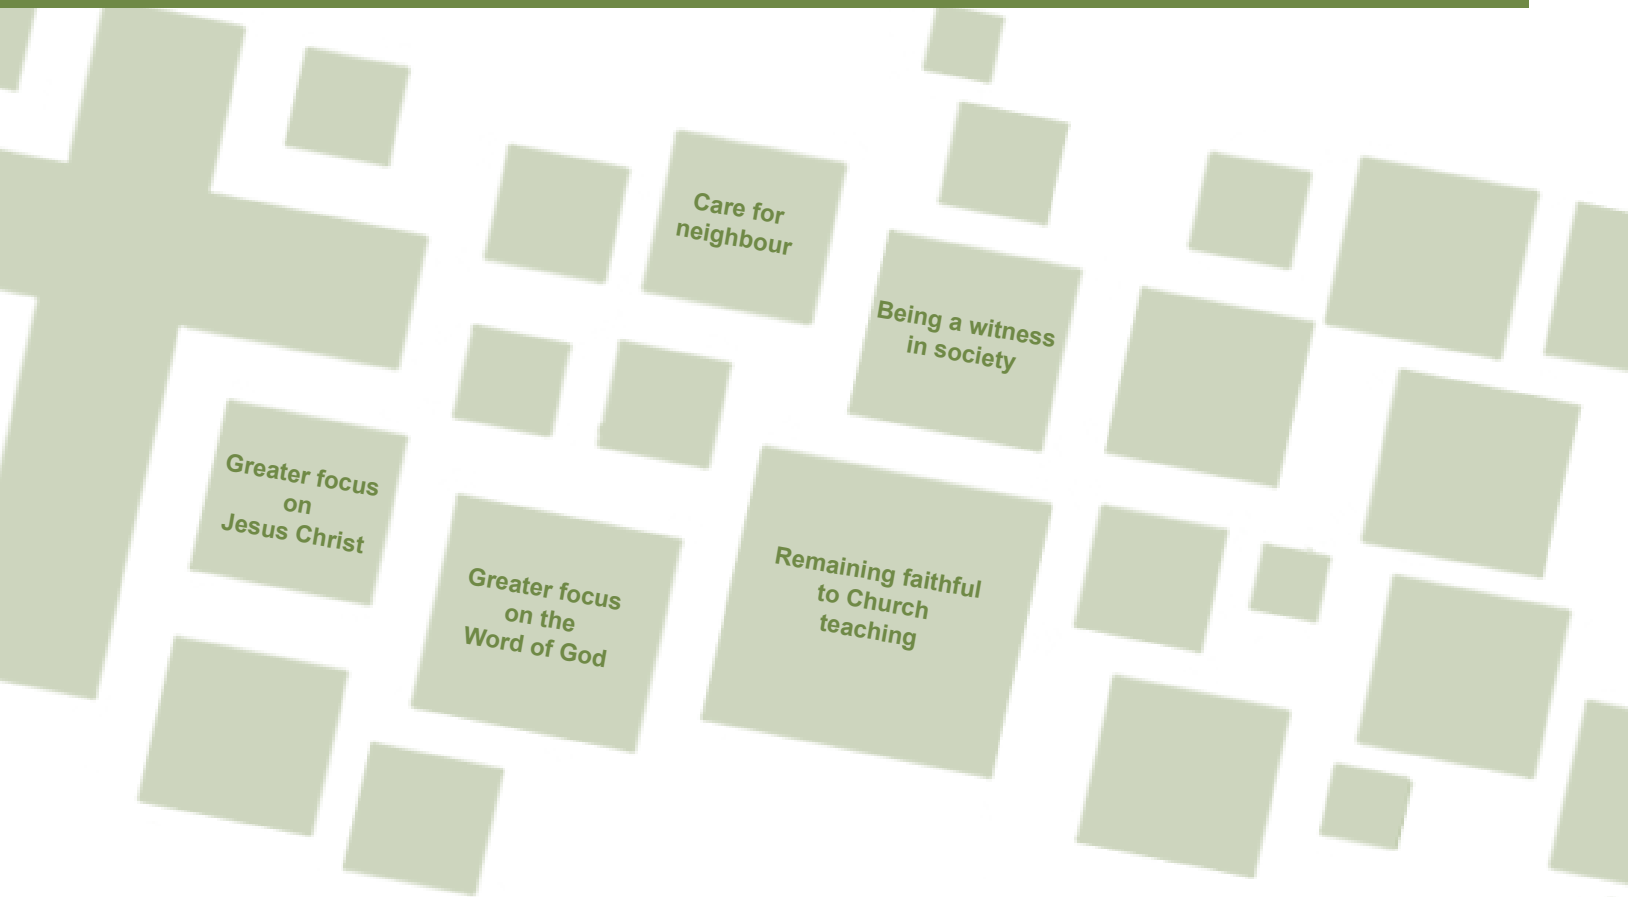 Care for
neighbour
Being a witness
in society
Greater focus
on
Jesus Christ
Greater focus
on the
Word of God
Remaining faithful
to Church
teaching